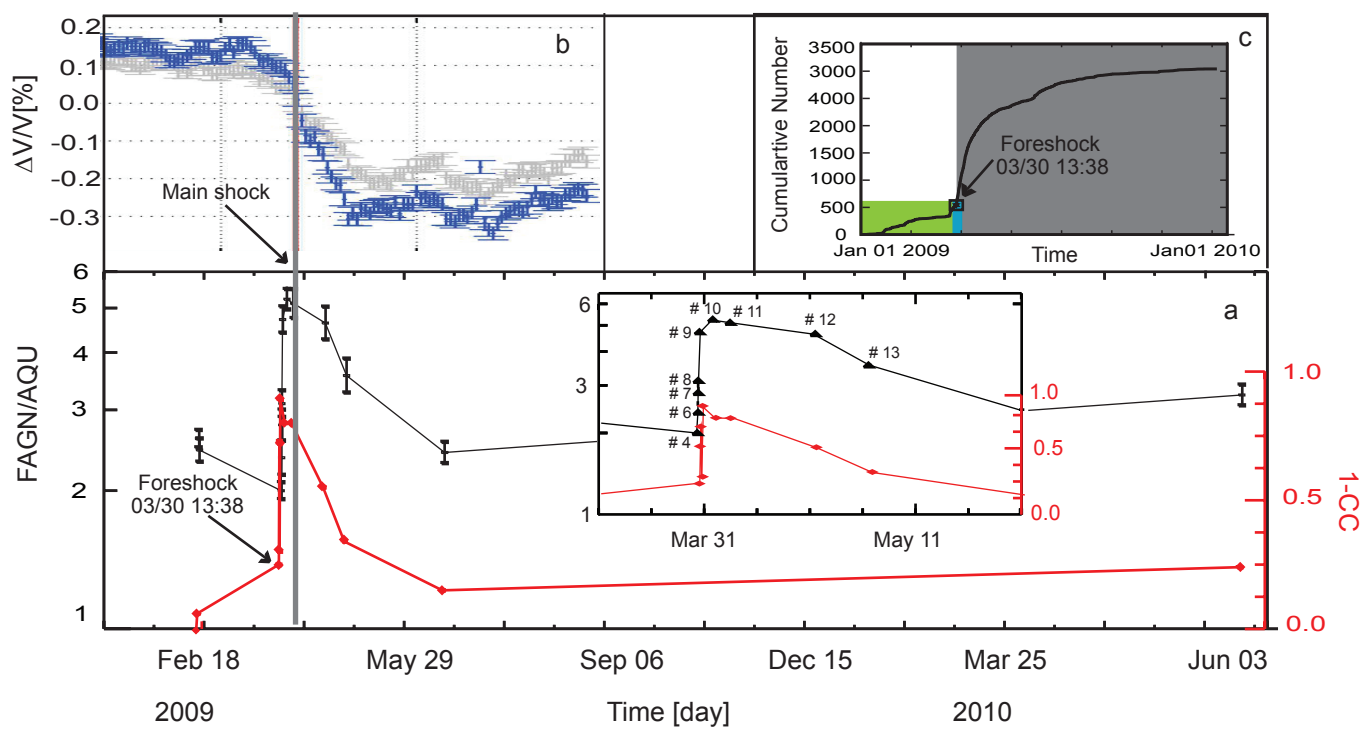 b
0.2
0.1
0.0
-0.1
-0.2
-0.3
ΔV/V[%]
Main shock
c
3500
3000
4000
3500
3000
1500
1000
500
0
Cumulartive Number
Foreshock
03/30 13:38
Jan 01 2009
Time
Jan01 2010
a
6
5
4
3
2
1
FAGN/AQU
Foreshock
03/30 13:38
6
3
1
# 10
# 11
# 9
# 12
# 13
# 8
# 7
# 6
# 4
1.0
0.5
0.0
Mar 31
May 11
1.0
0.5
0.0
1-CC
Feb 18
May 29
Sep 06
Dec 15
Mar 25
Jun 03
2009
Time [day]
2010